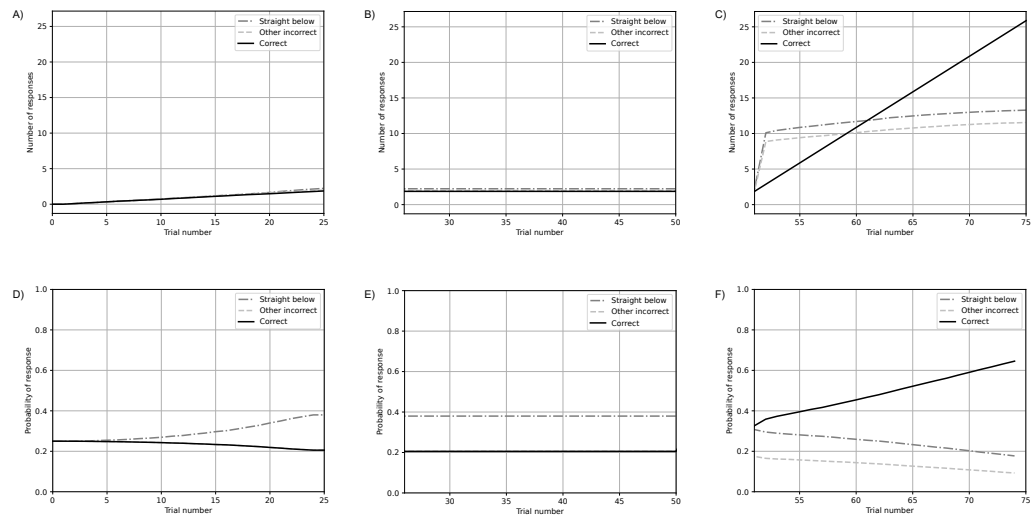 A)
Number of responses
25
20
15
10
5
0
Straight below
Other incorrect
Correct
0 5 10 15 20 25
Trial number
B)
Number of responses
25
20
15
10
5
0
Straight below
Other incorrect
Correct
30 35 40 45 50
Trial number
C)
Number of responses
25
20
15
10
5
0
Straight below
Other incorrect
Correct
55 60 65 70 75
Trial number
D)
Probability of response
1.0
0.8
0.6
0.4
0.2
0.0
Straight below
Other incorrect
Correct
0 5 10 15 20 25
Trial number
E)
Probability of response
1.0
0.8
0.6
0.4
0.2
0.0
Straight below
Other incorrect
Correct
30 35 40 45 50
Trial number
F)
Probability of response
1.0
0.8
0.6
0.4
0.2
0.0
Straight below
Other incorrect
Correct
55 60 65 70 75
Trial number